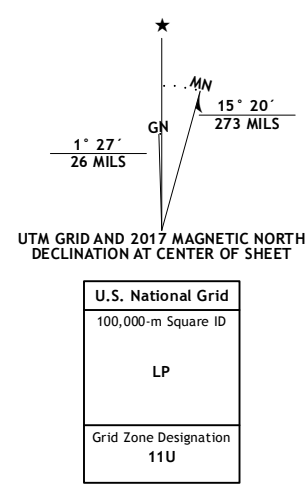 ★
MN
15° 20´
273 MILS
GN
1° 27´
26 MILS
UTM GRID AND 2017 MAGNETIC NORTH
DECLINATION AT CENTER OF SHEET
U.S. National Grid
100,000-m Square ID
LP
Grid Zone Designation
11U